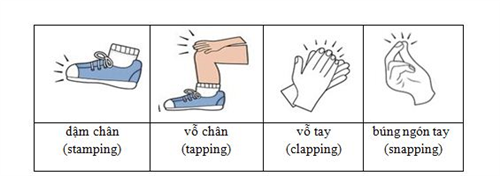 dậm chân
(stamping)
vỗ chân
(tapping)
vỗ tay
(clapping)
búng ngón tay
(snapping)